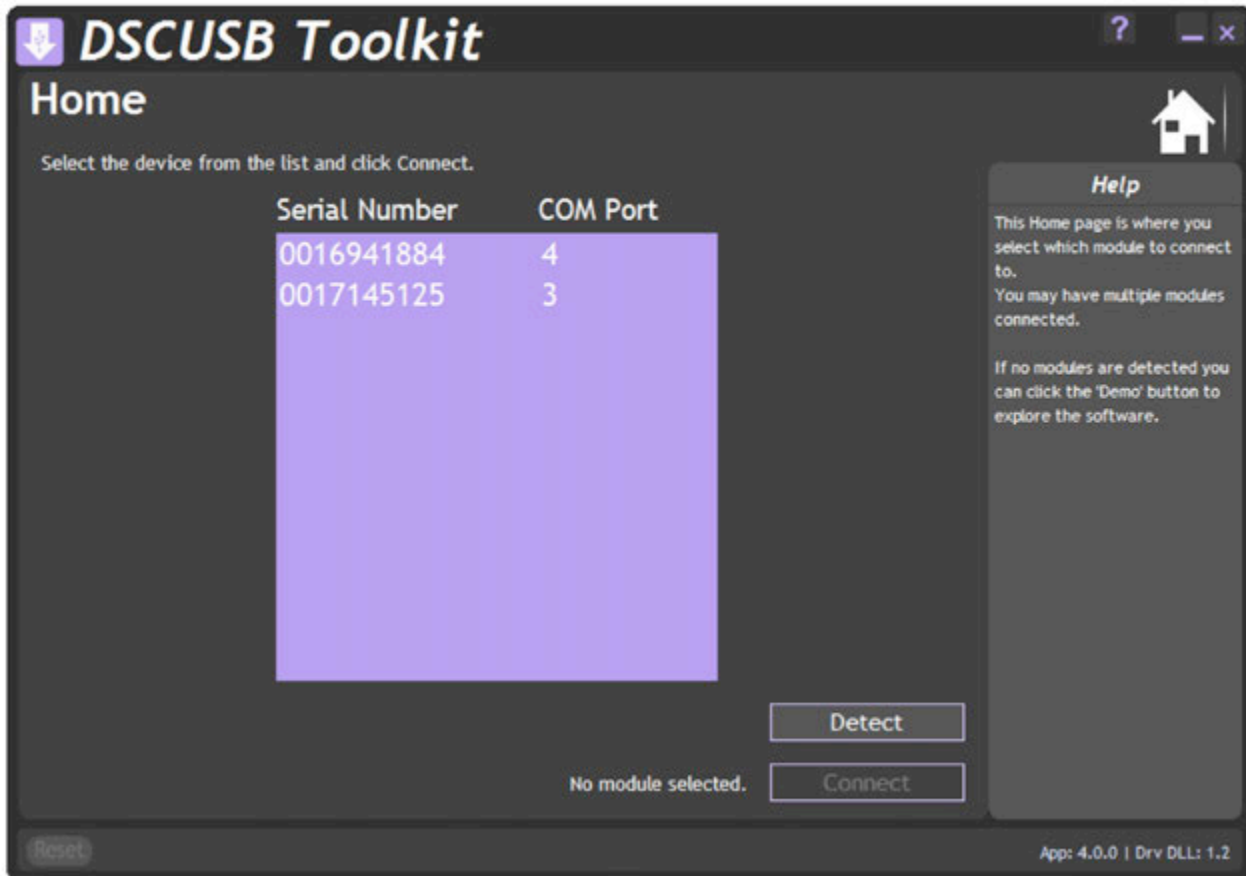 DSCUSB Toolkit
?
Home
Select the device from the list and click Connect.
Serial Number COM Port
0016941884 4
0017145125 3
Detect
No module selected. Connect
Help
This Home page is where you
select which module to connect
to.
You may have multiple modules
connected.
If no modules are detected you
can click the 'Demo' button to
explore the software.
Reset
App: 4.0.0 | Drv DLL: 1.2